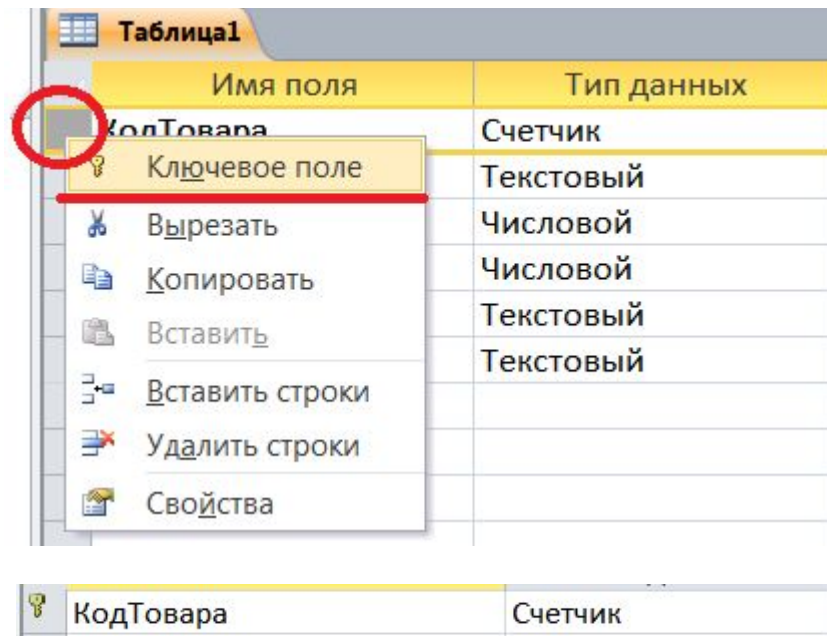 Таблица1
Имя поля Тип данных
КодТовара Счетчик
Ключевое поле Текстовый
Вырезать Числовой
Копировать Числовой
Вставить Текстовый
Текстовый
Вставить строки
Удалить строки
Свойства
КодТовара Счетчик